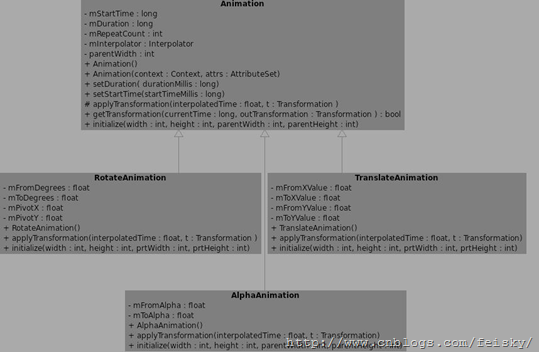 Animation
- mStartTime : long
- mDuration : long
- mRepeatCount : int
- mInterpolator : Interpolator
- parentWidth : int
+ Animation()
+ Animation(context : Context, attrs : AttributeSet)
+ setDuration( durationMillis : long)
+ setStartTime(startTimeMillis : long)
# applyTransformation(interpolatedTime : float, t : Transformation )
+ getTransformation(currentTime : long, outTransformation : Transformation ) : bool
+ initialize(width : int, height : int, parentWidth : int, parentHeight : int)
RotateAnimation
- mFromDegrees : float
- mToDegrees : float
- mPivotX : float
- mPivotY : float
+ RotateAnimation()
+ applyTransformation(interpolatedTime : float, t : Transformation )
+ initialize(width : int, height : int, prtWidth : int, prtHeight : int)
TranslateAnimation
- mFromXValue : float
- mToXValue : float
- mFromYValue : float
- mToYValue : float
+ TranslateAnimation()
+ applyTransformation(interpolatedTime : float, t : Transformation)
+ initialize(width : int, height : int, prtWidth : int, prtHeight : int)
AlphaAnimation
- mFromAlpha : float
- mToAlpha : float
+ AlphaAnimation()
+ applyTransformation(interpolatedTime : float, t : Transformation)
+ initialize(width : int, height : int, parentWidth : int, parentHeight : int)
http://www.cnblogs.com/feisky/